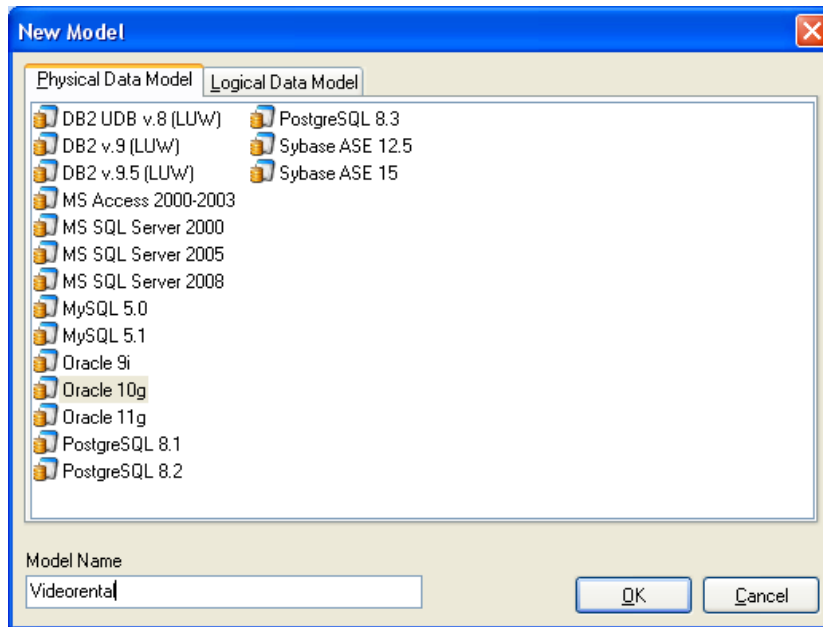 New Model
Physical Data Model
Logical Data Model
DB2 UDB v.8 (LUW)
DB2 v.9 (LUW)
DB2 v.9.5 (LUW)
MS Access 2000-2003
MS SQL Server 2000
MS SQL Server 2005
MS SQL Server 2008
MySQL 5.0
MySQL 5.1
Oracle 9i
Oracle 10g
Oracle 11g
PostgreSQL 8.1
PostgreSQL 8.2
PostgreSQL 8.3
Sybase ASE 12.5
Sybase ASE 15
Model Name
Videorental
OK
Cancel